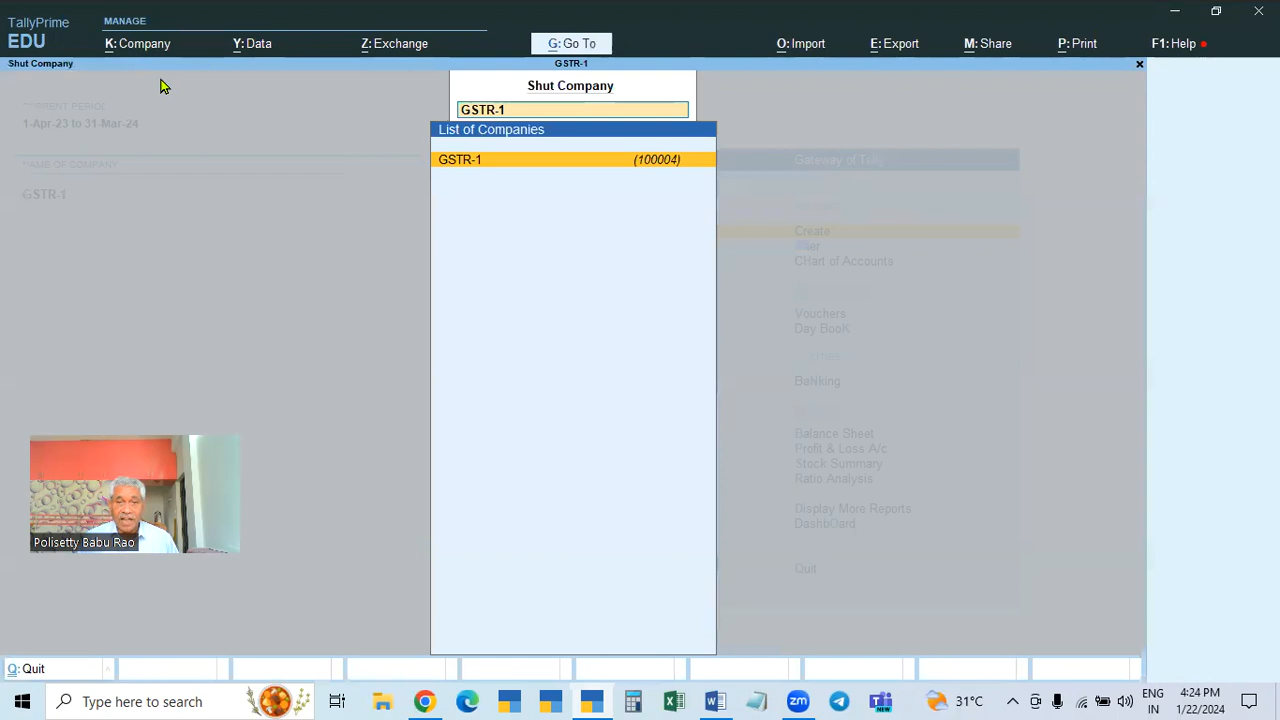 TallyPrime
EDU
MANAGE
K: Company
Y: Data
Z: Exchange
G: Go To
O: Import
E: Export
M: Share
P: Print
F1: Help
Shut Company
GSTR-1
CURRENT PERIOD
1-Apr-23 to 31-Mar-24
NAME OF COMPANY
GSTR-1
Shut Company
GSTR-1
List of Companies
GSTR-1 (100004)
Gateway of Tally
Create
Alter
CHart of Accounts
Vouchers
Day BooK
BaNking
Balance Sheet
Profit & Loss A/c
Stock Summary
Ratio Analysis
Display More Reports
DashbOard
Quit
Polisetty Babu Rao
Q: Quit
Type here to search
31°C
ENG
IN
4:24 PM
1/22/2024